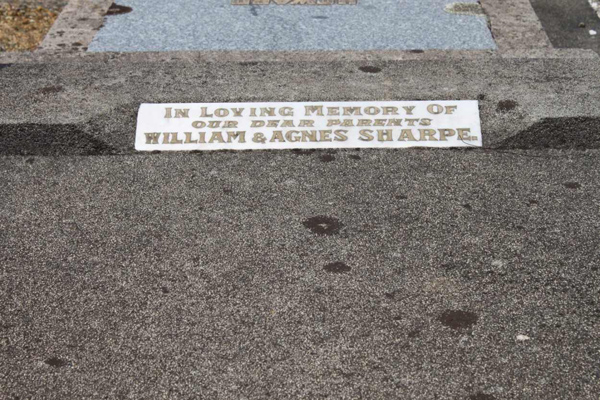 In Loving Memory Of
OUR DEAR PARENTS
WILLIAM & AGNES SHARPE.